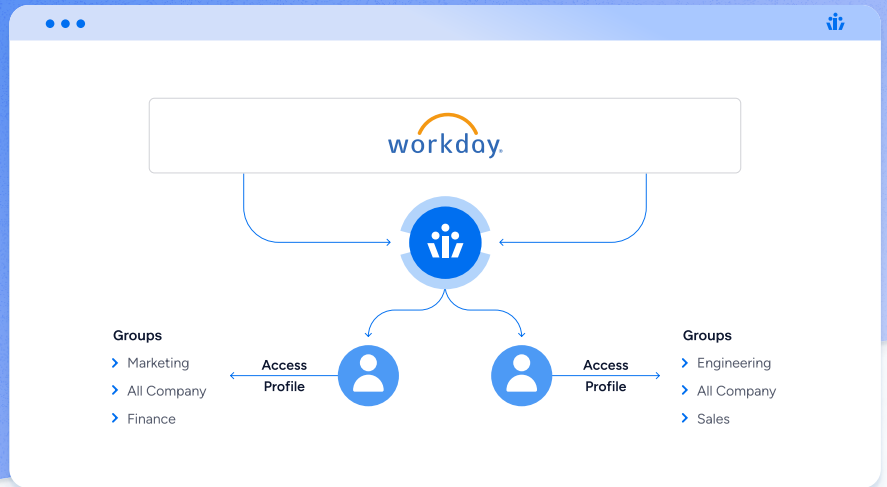 workday.
Groups
Marketing
All Company
Finance
Access
Profile
Access
Profile
Groups
Engineering
All Company
Sales